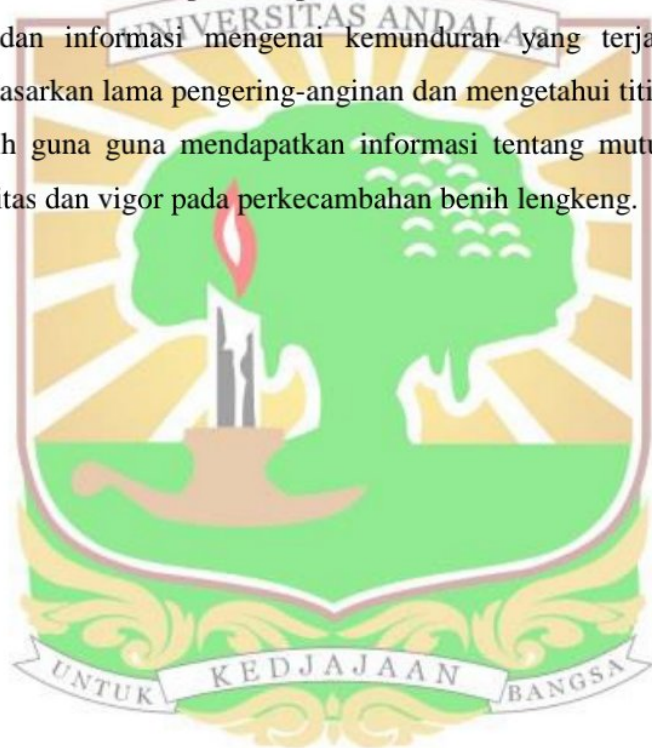 UNIVERSITAS ANDALAS
dan informasi mengenai kemunduran yang terja
asarkan lama pengering-anginan dan mengetahui titi
h guna guna mendapatkan informasi tentang mutu
itas dan vigor pada perkecambahan benih lengkeng.
UNTUK KEDJAJAAN BANGSA